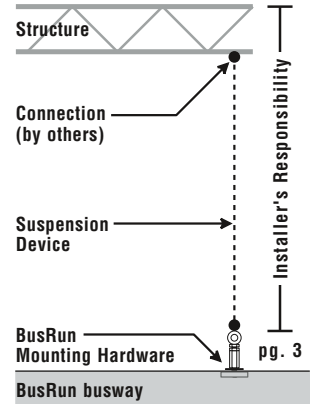 Structure
Connection
(by others)
Installer's Responsibility
Suspension
Device
BusRun
Mounting Hardware
pg. 3
BusRun busway